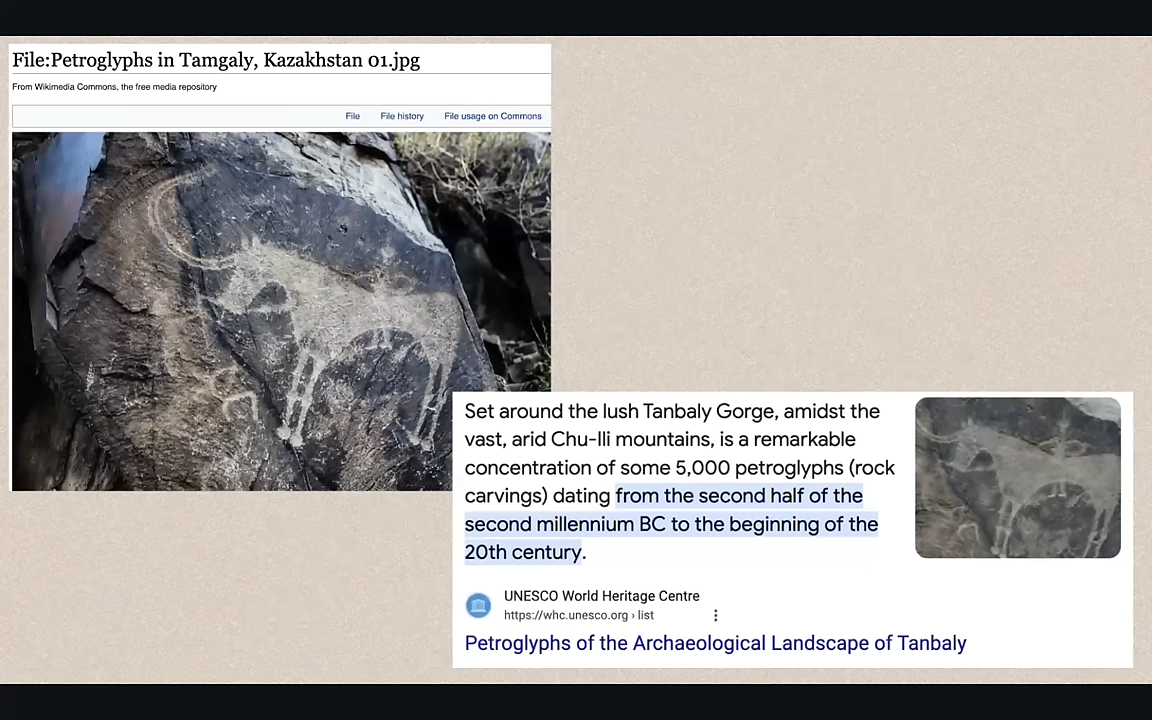 File:Petroglyphs in Tamgaly, Kazakhstan 01.jpg
From Wikimedia Commons, the free media repository
File File history File usage on Commons
Set around the lush Tanbaly Gorge, amidst the
vast, arid Chu-Ili mountains, is a remarkable
concentration of some 5,000 petroglyphs (rock
carvings) dating from the second half of the
second millennium BC to the beginning of the
20th century.
UNESCO World Heritage Centre
https://whc.unesco.org › list
Petroglyphs of the Archaeological Landscape of Tanbaly